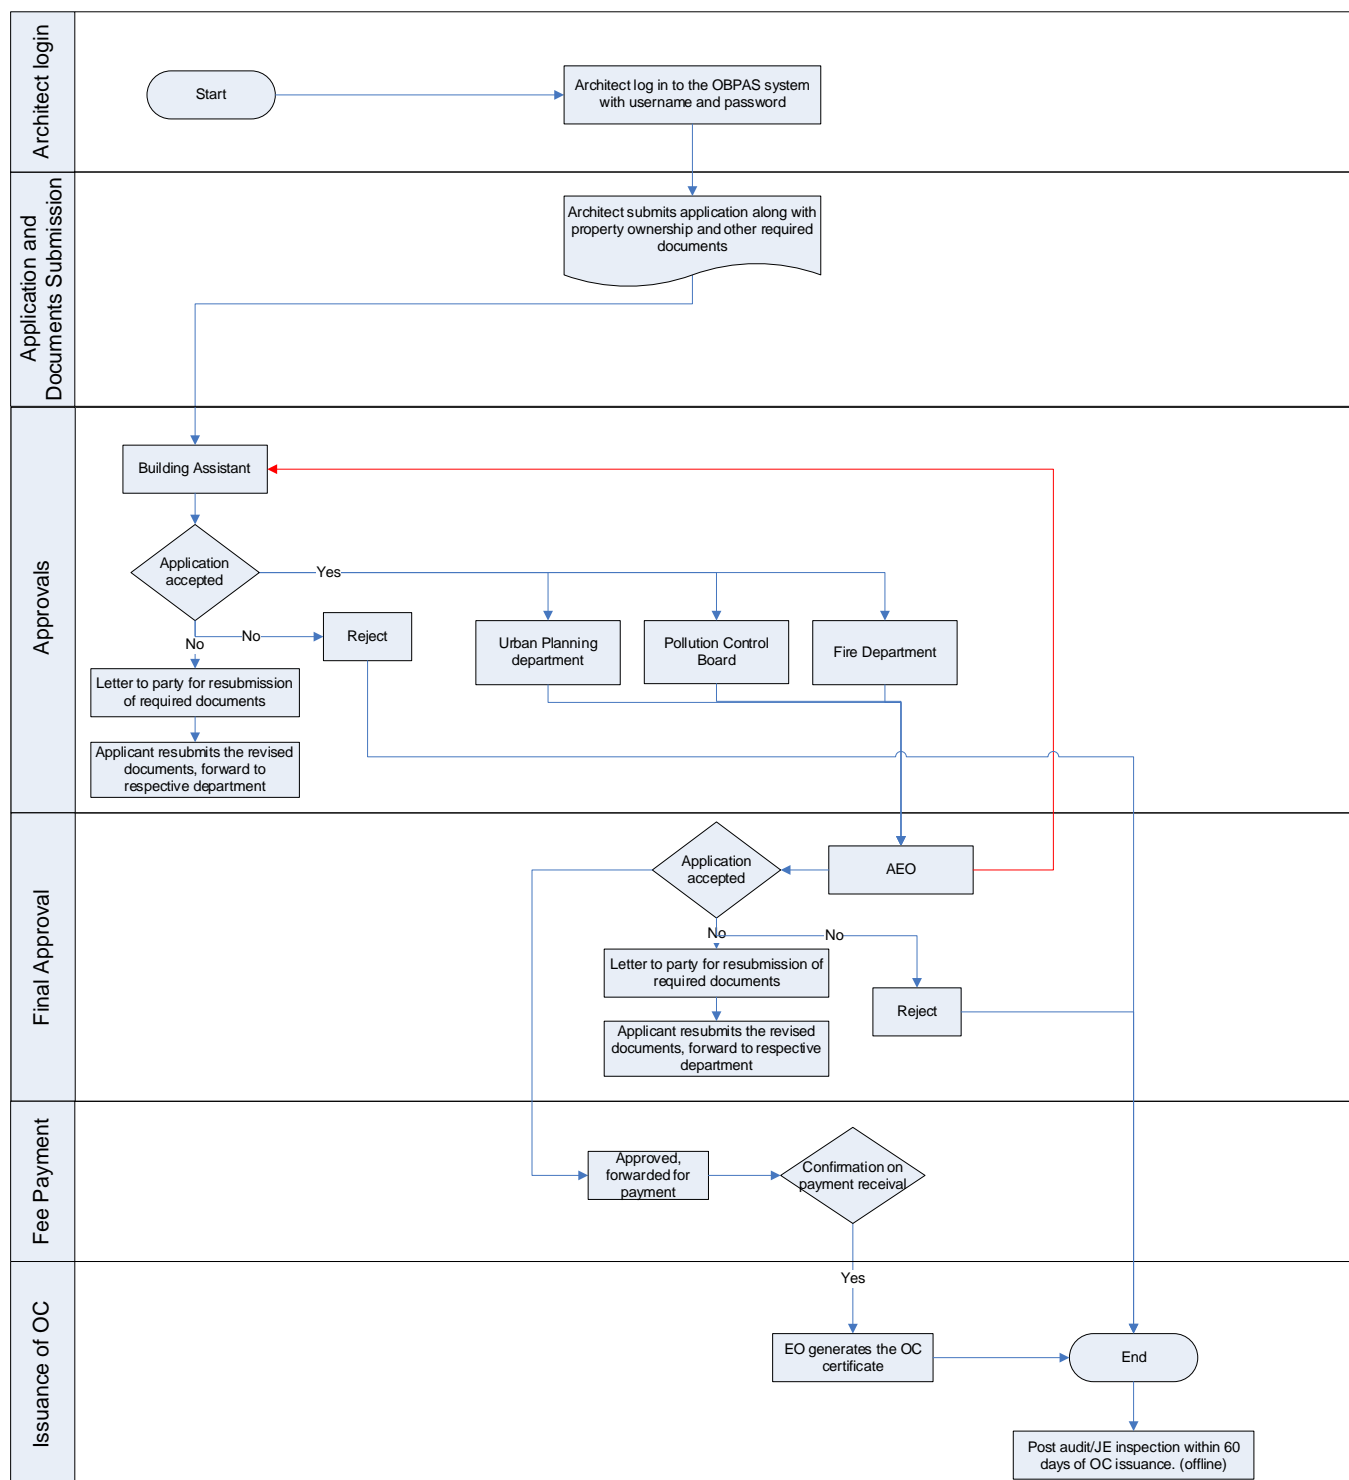 Architect login
Start
Architect log in to the OBPAS system
with username and password
Application and
Documents Submission
Architect submits application along with
property ownership and other required
documents
Approvals
Building Assistant
Application
accepted
Yes
No
No
Reject
Urban Planning
department
Pollution Control
Board
Fire Department
Letter to party for resubmission
of required documents
Applicant resubmits the revised
documents, forward to
respective department
Final Approval
Application
accepted
AEO
No
No
Letter to party for resubmission of
required documents
Reject
Applicant resubmits the revised
documents, forward to respective
department
Fee Payment
Approved,
forwarded for
payment
Confirmation on
payment receival
Issuance of OC
Yes
EO generates the OC
certificate
End
Post audit/JE inspection within 60
days of OC issuance. (offline)